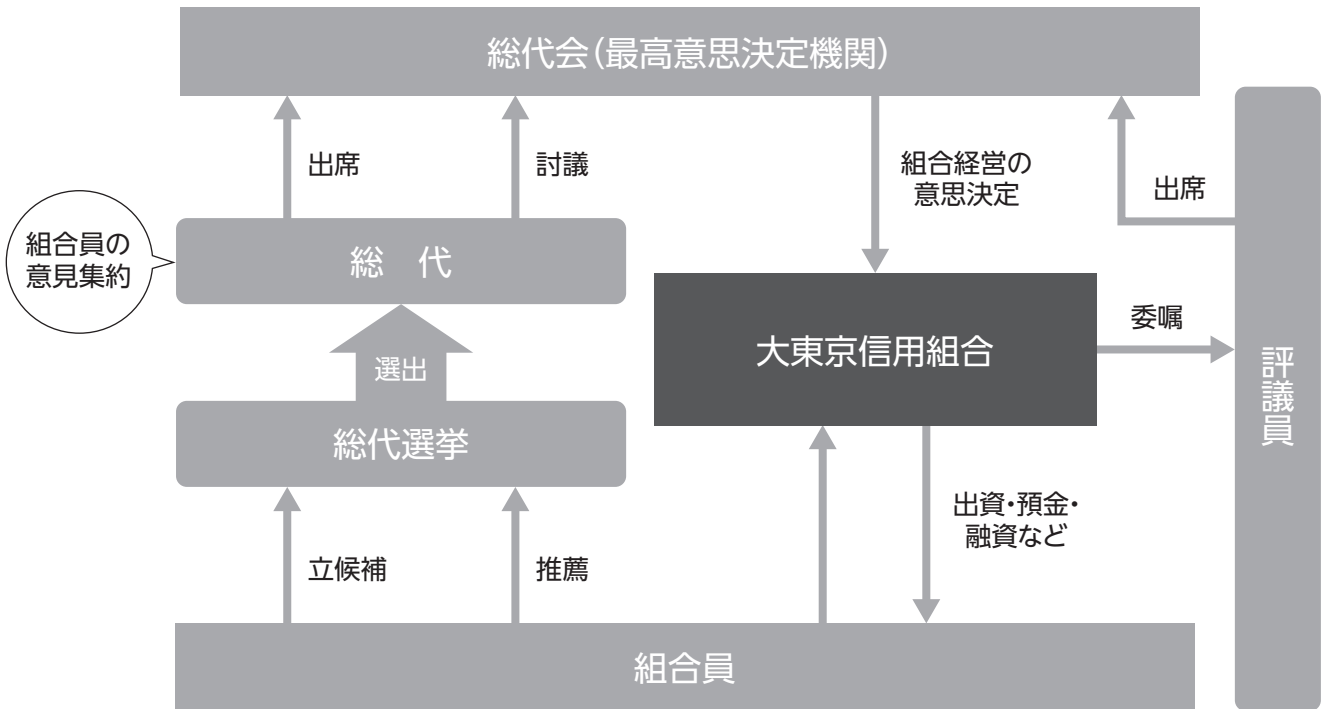 総代会(最高意思決定機関)
出席
討議
組合経営の
意思決定
出席
組合員の
意見集約
総　代
選出
総代選挙
大東京信用組合
委嘱
評議員
立候補
推薦
出資・預金・
融資など
組合員